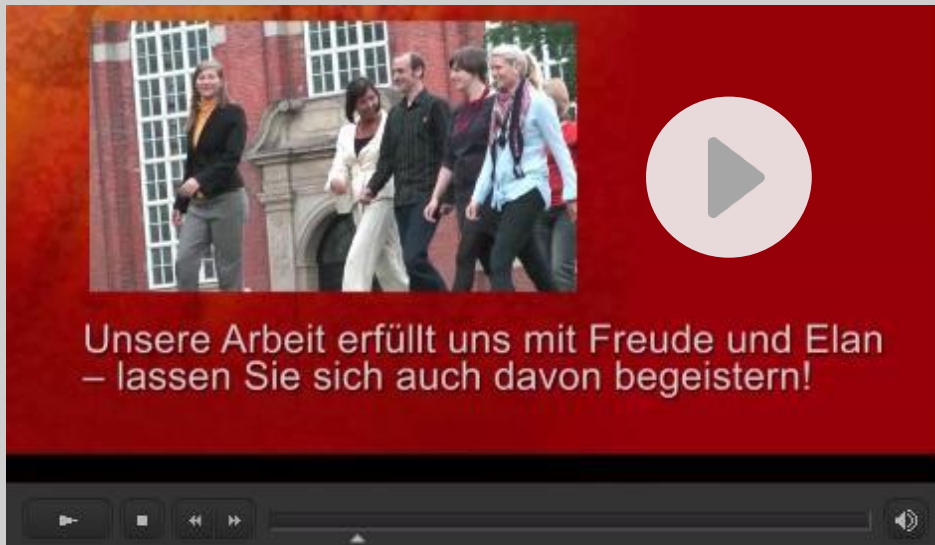 Unsere Arbeit erfüllt uns mit Freude und Elan
– lassen Sie sich auch davon begeistern!